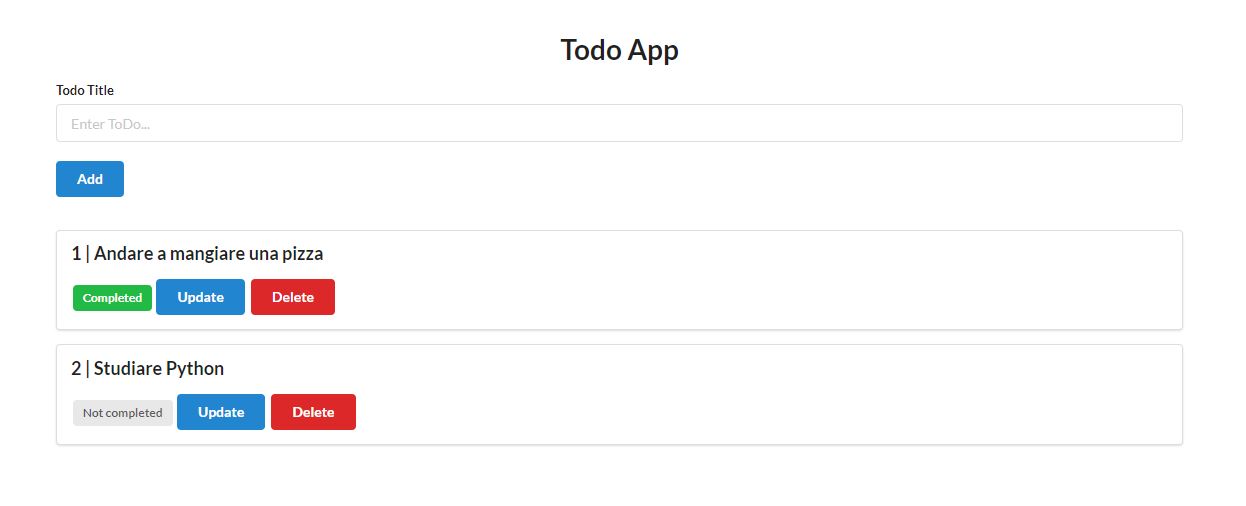 Todo App
Todo Title
Enter ToDo...
Add
1 | Andare a mangiare una pizza
Completed Update Delete
2 | Studiare Python
Not completed Update Delete